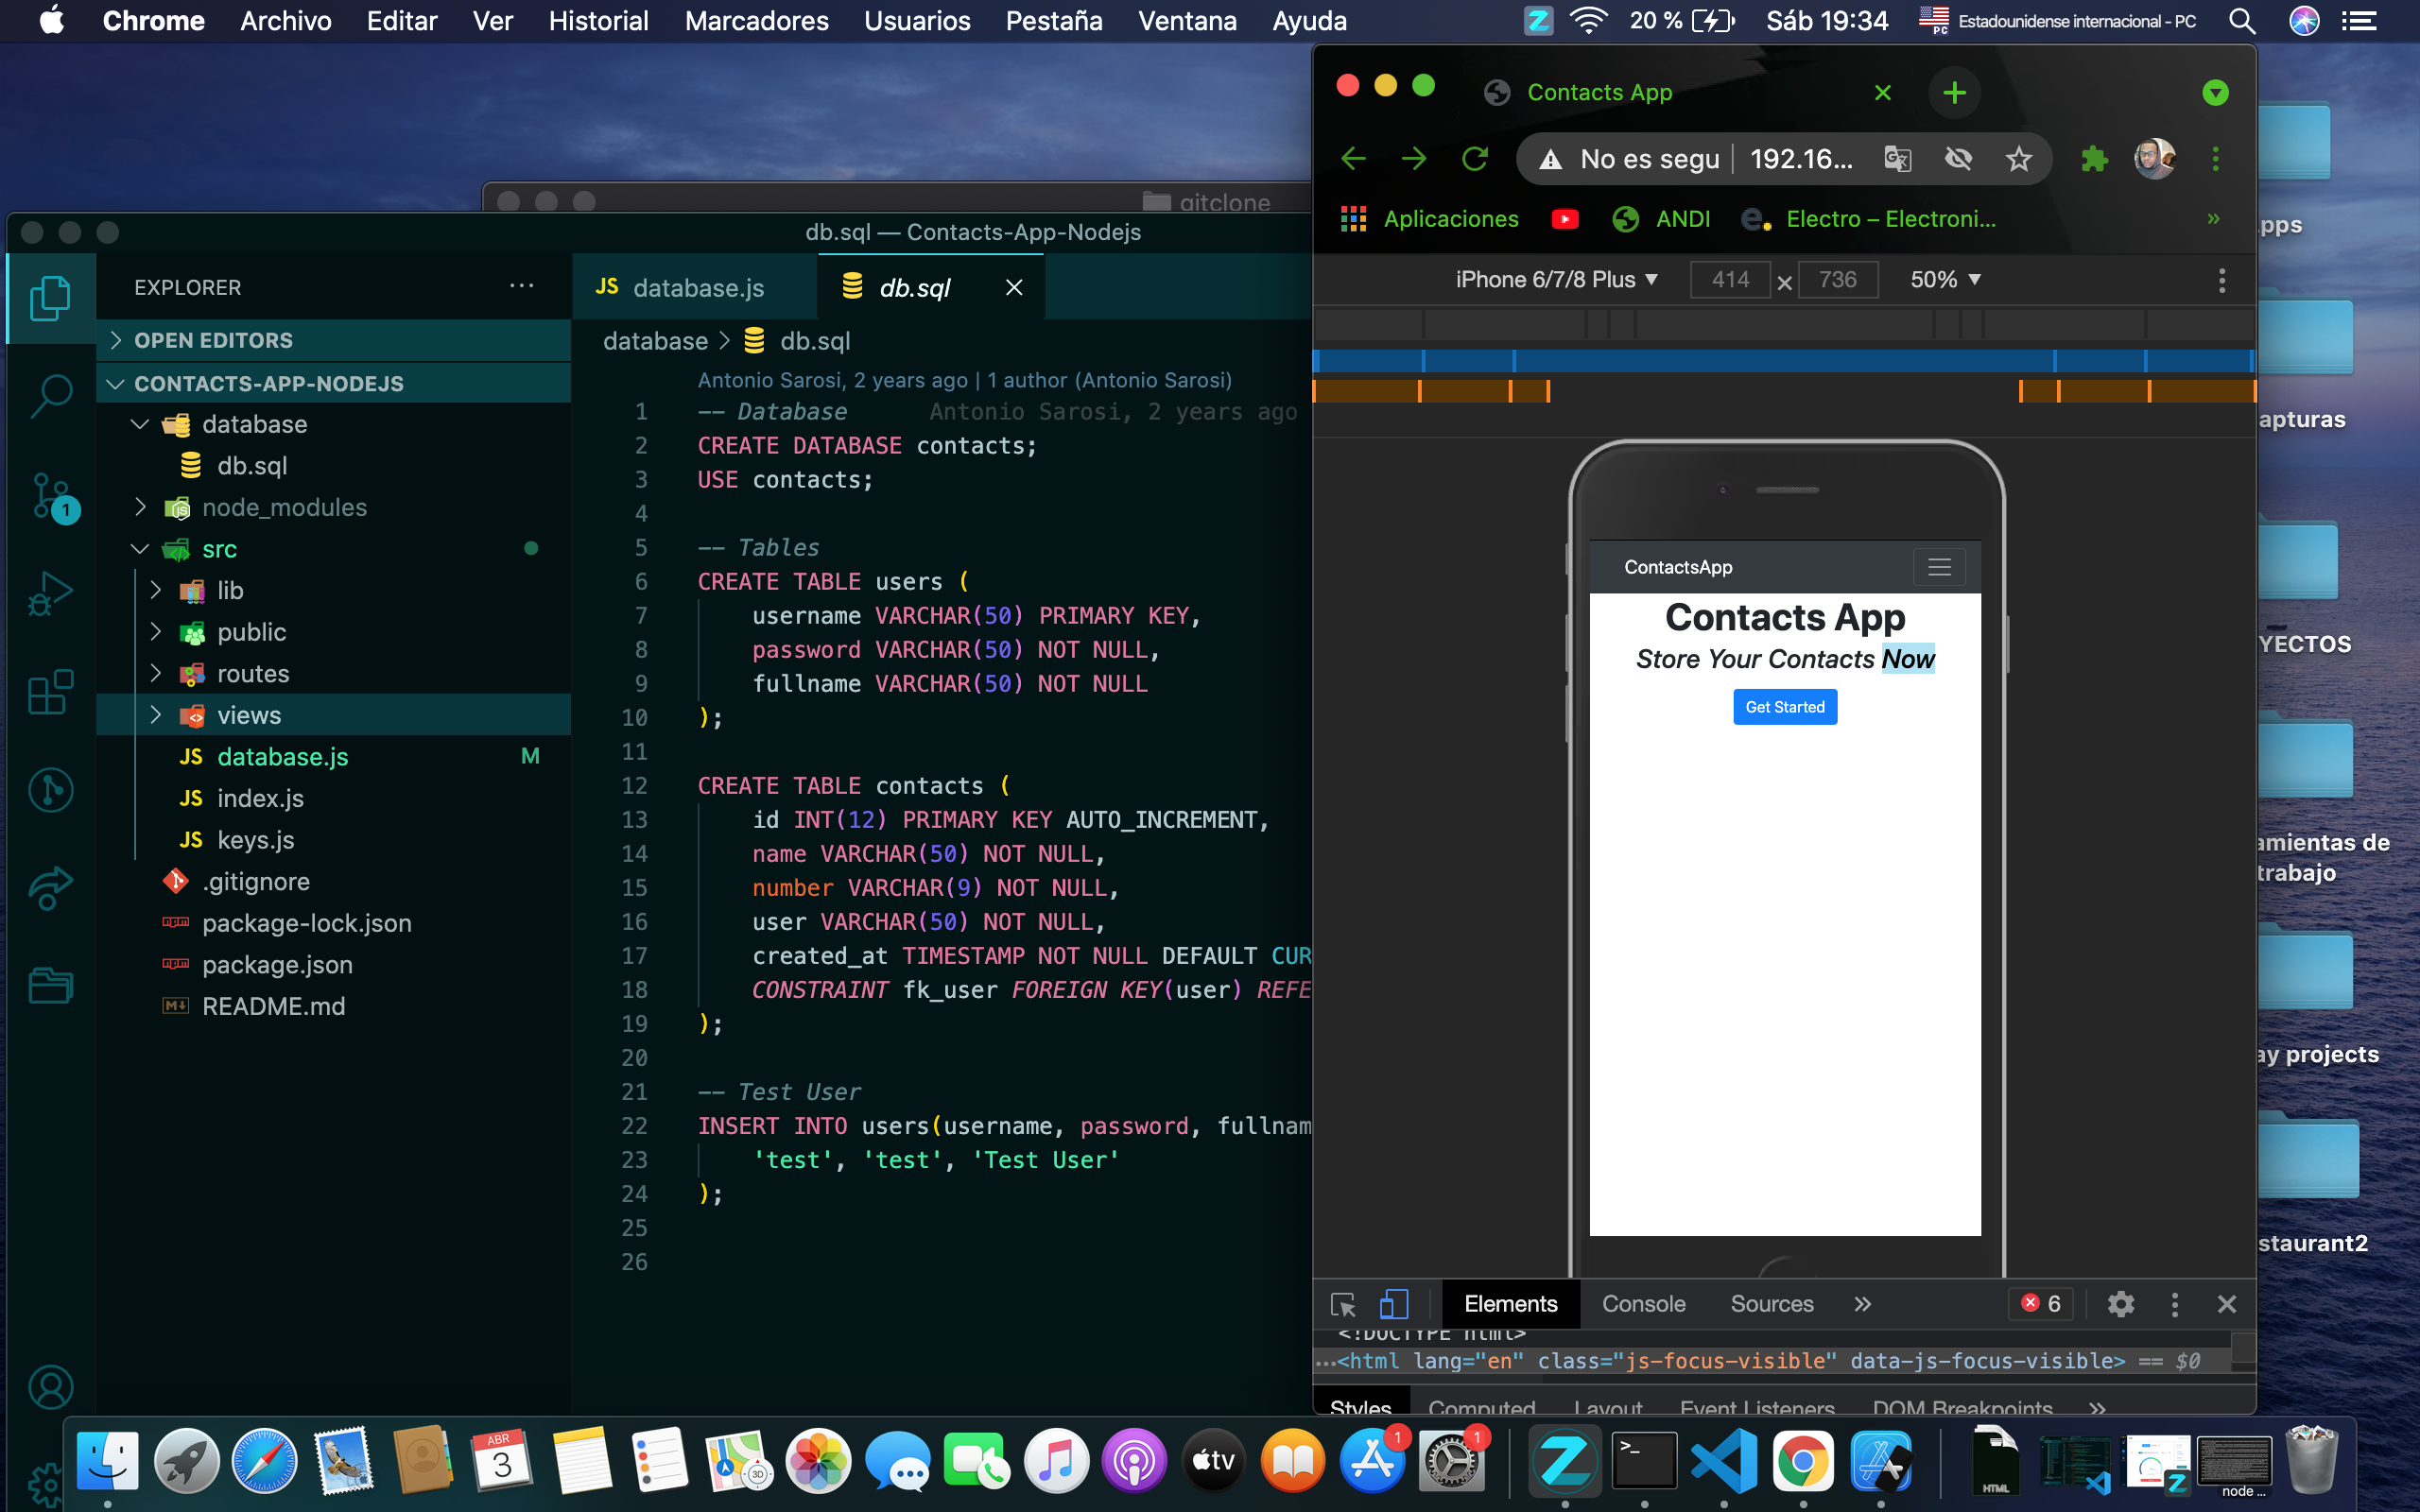 Chrome Archivo Editar Ver Historial Marcadores Usuarios Pestaña Ventana Ayuda 20 % Sáb 19:34 PC Estadounidense internacional - PC
gitclone
db.sql — Contacts-App-Nodejs
EXPLORER ...
OPEN EDITORS
CONTACTS-APP-NODEJS
database
db.sql
node_modules
src
lib
public
routes
views
JS database.js M
JS index.js
JS keys.js
.gitignore
package-lock.json
package.json
README.md
1
JS database.js
db.sql
database > db.sql
Antonio Sarosi, 2 years ago | 1 author (Antonio Sarosi)
1 -- Database Antonio Sarosi, 2 years ago
2 CREATE DATABASE contacts;
3 USE contacts;
4
5 -- Tables
6 CREATE TABLE users (
7 username VARCHAR(50) PRIMARY KEY,
8 password VARCHAR(50) NOT NULL,
9 fullname VARCHAR(50) NOT NULL
10 );
11
12 CREATE TABLE contacts (
13 id INT(12) PRIMARY KEY AUTO_INCREMENT,
14 name VARCHAR(50) NOT NULL,
15 number VARCHAR(9) NOT NULL,
16 user VARCHAR(50) NOT NULL,
17 created_at TIMESTAMP NOT NULL DEFAULT CUR
18 CONSTRAINT fk_user FOREIGN KEY(user) REFE
19 );
20
21 -- Test User
22 INSERT INTO users(username, password, fullnam
23 'test', 'test', 'Test User'
24 );
25
26
Contacts App
No es segu | 192.16...
Aplicaciones ANDI Electro – Electroni... »
iPhone 6/7/8 Plus ▼ 414 × 736 50% ▼
ContactsApp
Contacts App
Store Your Contacts Now
Get Started
Elements Console Sources » 6
<!DOCTYPE html>
...<html lang="en" class="js-focus-visible" data-js-focus-visible> == $0
Styles Computed Layout Event Listeners DOM Breakpoints »
pps
apturas
YECTOS
amientas de
trabajo
ay projects
staurant2
ABR
3
3D
tv
1
1
>_
HTML
node ...